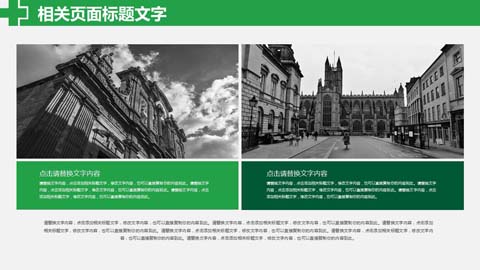 相关页面标题文字
点击请替换文字内容
请替换文字内容，点击添加相关标题文字，修改文字内容，也可以直接复制你的内容到此。请替换文字
内容，点击添加相关标题文字，修改文字内容，也可以直接复制你的内容到此。请替换文字内容，点击
添加相关标题文字，修改文字内容，也可以直接复制你的内容到此。
点击请替换文字内容
请替换文字内容，点击添加相关标题文字，修改文字内容，也可以直接复制你的内容到此。请替换文字
内容，点击添加相关标题文字，修改文字内容，也可以直接复制你的内容到此。请替换文字内容，点击
添加相关标题文字，修改文字内容，也可以直接复制你的内容到此。
请替换文字内容，点击添加相关标题文字，修改文字内容，也可以直接复制你的内容到此。请替换文字内容，点击添加相关标题文字，修改文字内容，也可以直接复制你的内容到此。请替换文字内容，点击添加
相关标题文字，修改文字内容，也可以直接复制你的内容到此。请替换文字内容，点击添加相关标题文字，修改文字内容，也可以直接复制你的内容到此。请替换文字内容，点击添加相关标题文字，修改文字内
容，也可以直接复制你的内容到此。请替换文字内容，点击添加相关标题文字，修改文字内容，也可以直接复制你的内容到此。